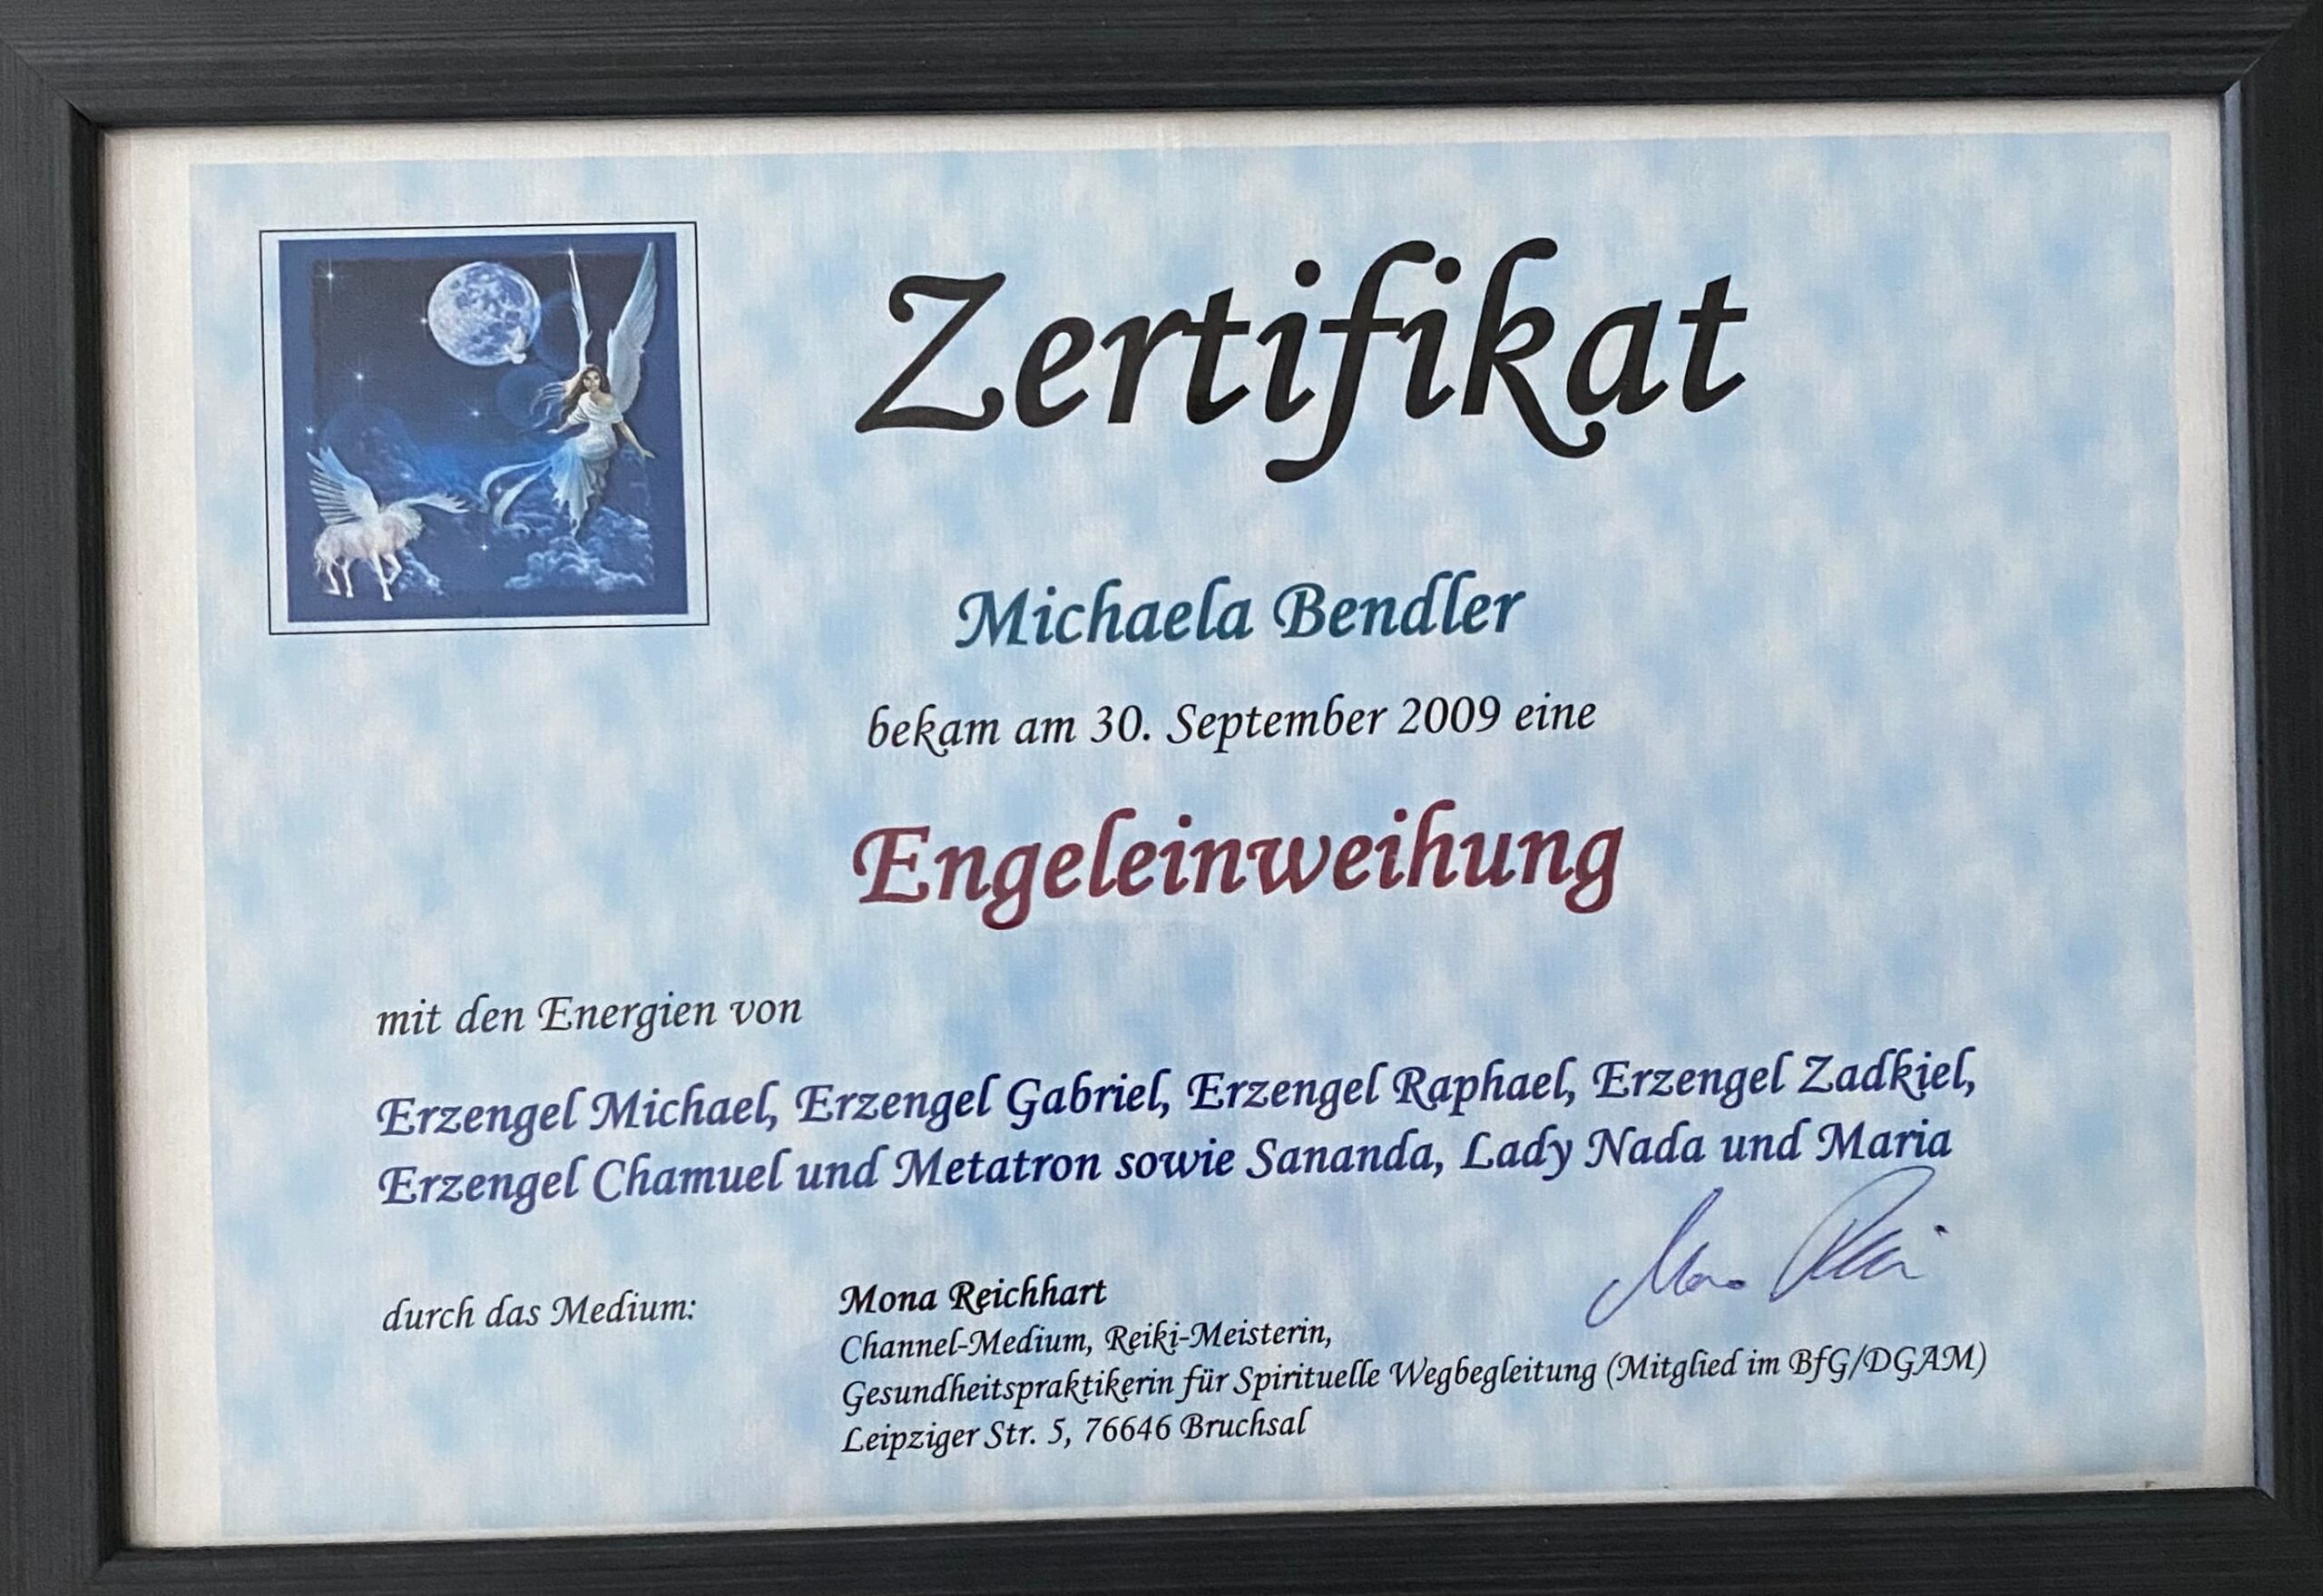 Zertifikat
Michaela Bendler
bekam am 30. September 2009 eine
Engeleinweihung
mit den Energien von
Erzengel Michael, Erzengel Gabriel, Erzengel Raphael, Erzengel Zadkiel,
Erzengel Chamuel und Metatron sowie Sananda, Lady Nada und Maria
durch das Medium: Mona Reichhart
Channel-Medium, Reiki-Meisterin,
Gesundheitspraktikerin für Spirituelle Wegbegleitung (Mitglied im BfG/DGAM)
Leipziger Str. 5, 76646 Bruchsal